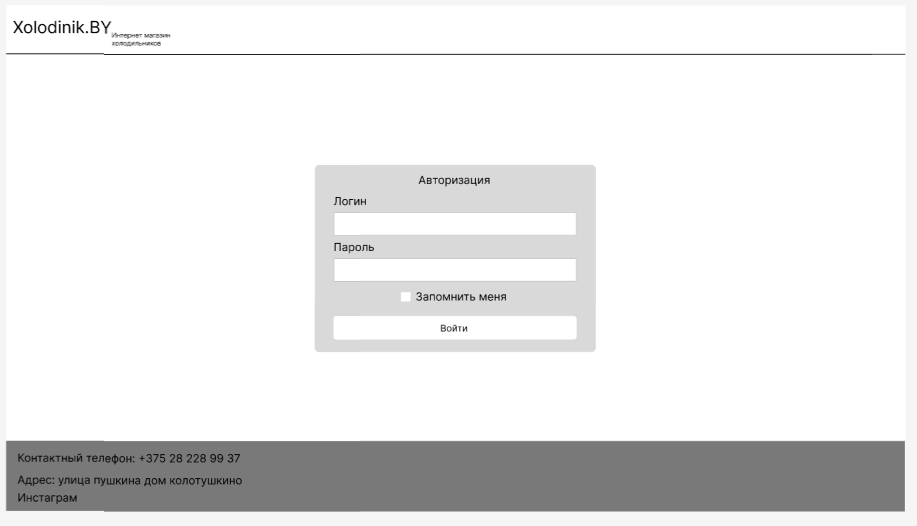 Xolodinik.BY
Интернет магазин
холодильников
Авторизация
Логин
Пароль
Запомнить меня
Войти
Контактный телефон: +375 28 228 99 37
Адрес: улица пушкина дом колотушкино
Инстаграм